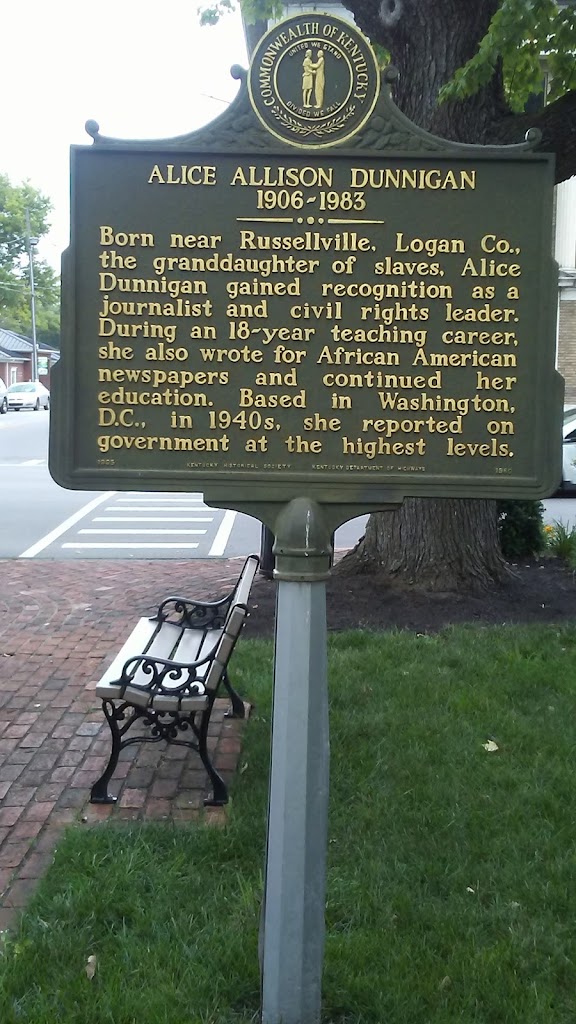 COMMONWEALTH OF KENTUCKY
UNITED WE STAND
DIVIDED WE FALL
ALICE ALLISON DUNNIGAN
1906-1983
Born near Russellville, Logan Co.,
the granddaughter of slaves, Alice
Dunnigan gained recognition as a
journalist and civil rights leader.
During an 18-year teaching career,
she also wrote for African American
newspapers and continued her
education. Based in Washington,
D.C., in 1940s, she reported on
government at the highest levels.
KENTUCKY HISTORICAL SOCIETY KENTUCKY DEPARTMENT OF HIGHWAYS